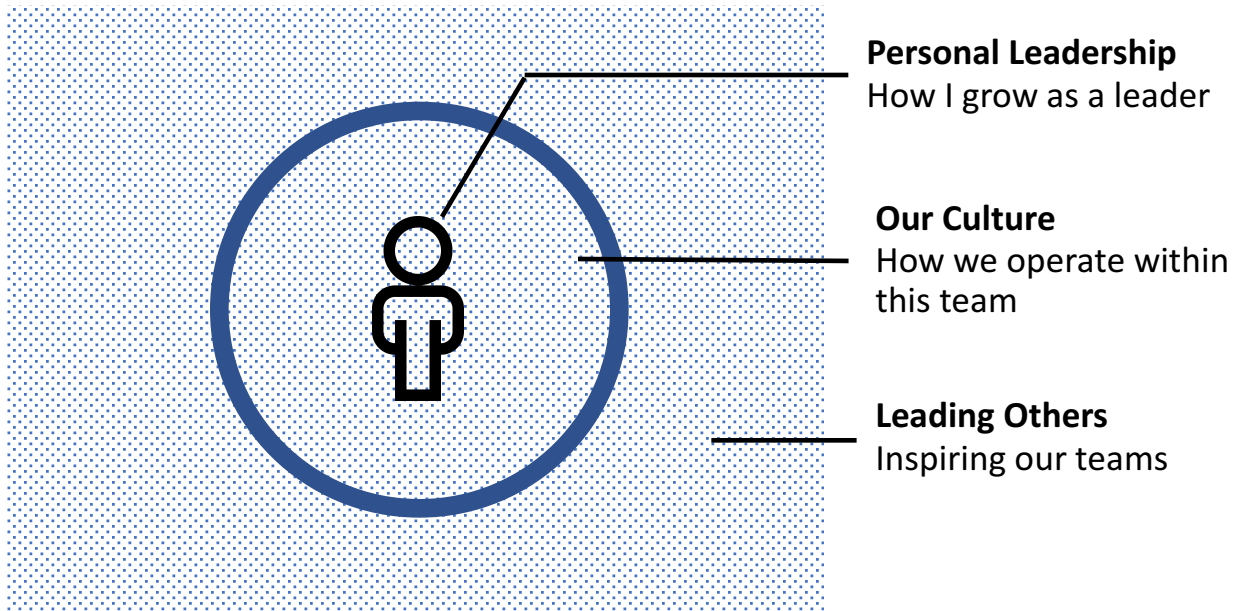 Personal Leadership
How I grow as a leader
Our Culture
How we operate within
this team
Leading Others
Inspiring our teams